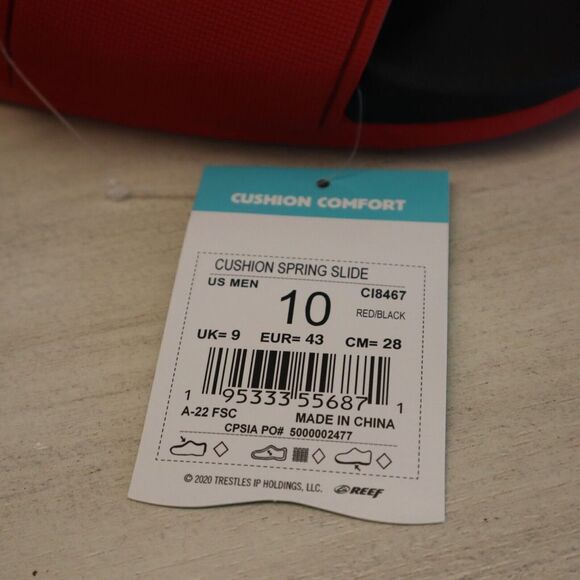 CUSHION COMFORT
CUSHION SPRING SLIDE
US MEN 10 CI8467
RED/BLACK
UK= 9 EUR= 43 CM= 28
1 95333 55687 1
A-22 FSC MADE IN CHINA
CPSIA PO# 5000002477
© 2020 TRESTLES IP HOLDINGS, LLC. REEF